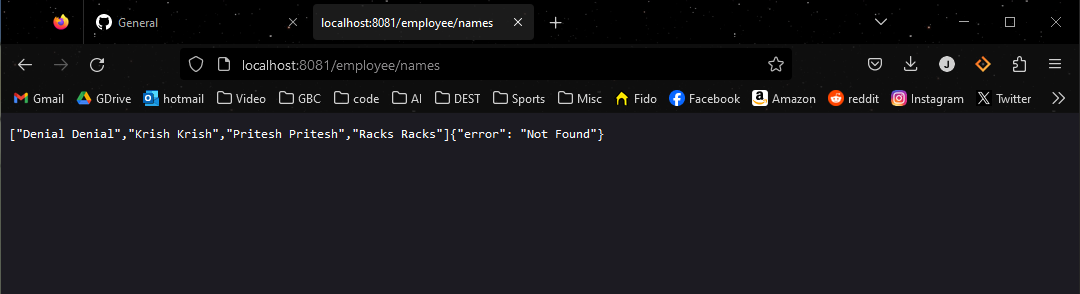 General
localhost:8081/employee/names
localhost:8081/employee/names
J
Gmail GDrive hotmail Video GBC code AI DEST Sports Misc Fido Facebook Amazon reddit Instagram Twitter
["Denial Denial","Krish Krish","Pritesh Pritesh","Racks Racks"]{"error": "Not Found"}